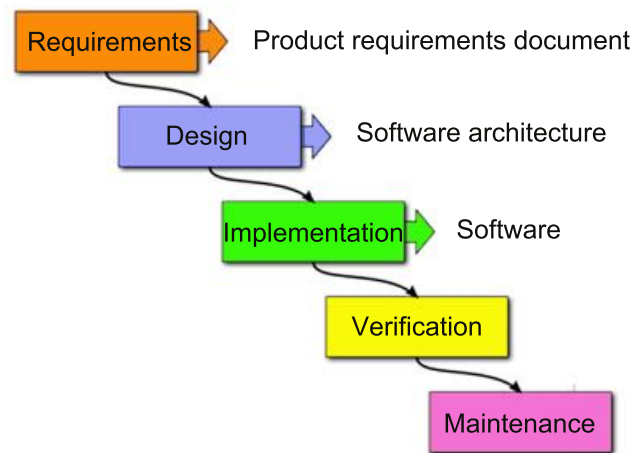 Requirements
Product requirements document
Design
Software architecture
Implementation
Software
Verification
Maintenance